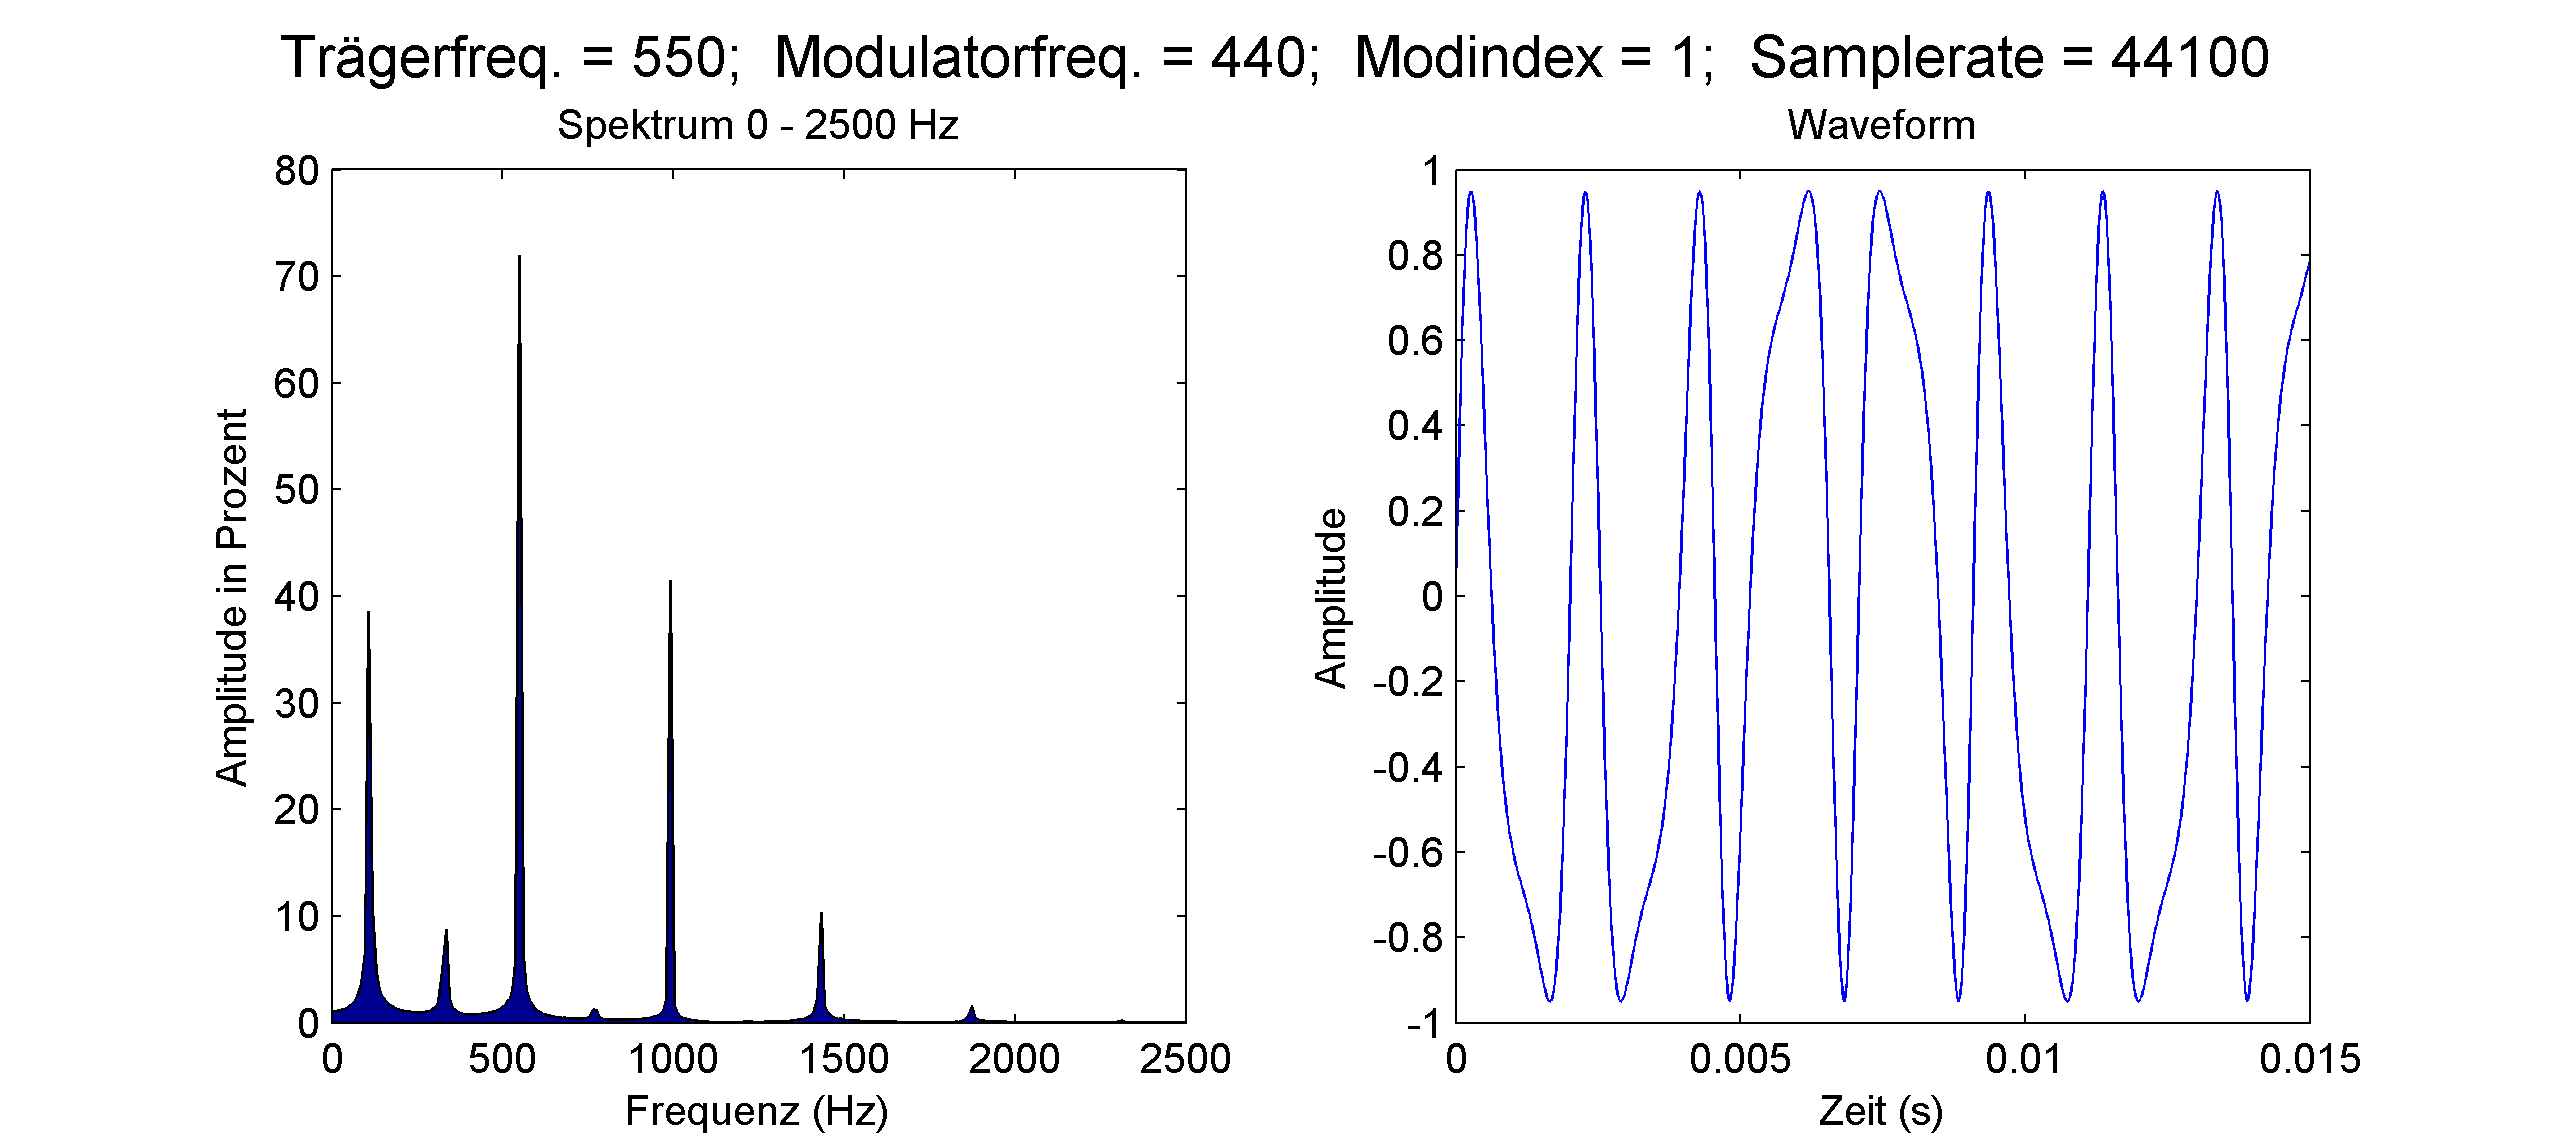 Trägerfreq. = 550;  Modulatorfreq. = 440;  Modindex = 1;  Samplerate = 44100
Spektrum 0 - 2500 Hz
80
70
60
50
40
30
20
10
0
Amplitude in Prozent
0 500 1000 1500 2000 2500
Frequenz (Hz)
Waveform
1
0.8
0.6
0.4
0.2
0
-0.2
-0.4
-0.6
-0.8
-1
Amplitude
0 0.005 0.01 0.015
Zeit (s)